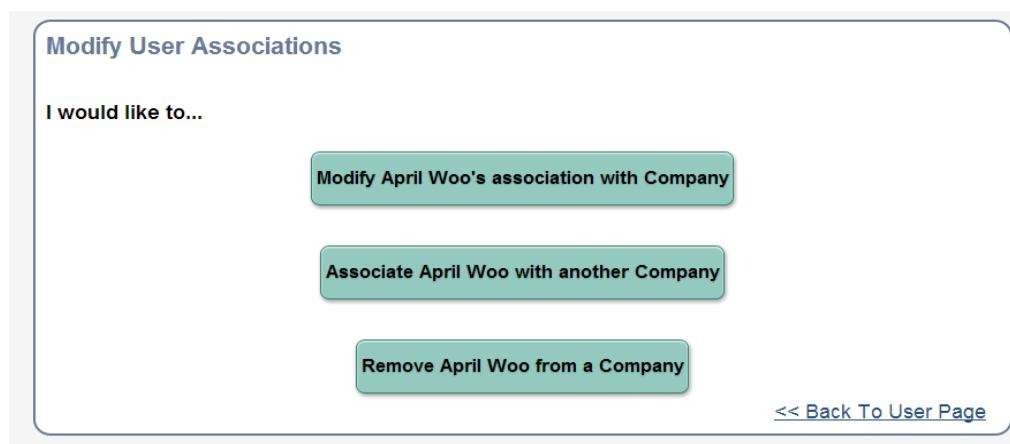 Modify User Associations
I would like to...
Modify April Woo's association with Company
Associate April Woo with another Company
Remove April Woo from a Company
<< Back To User Page